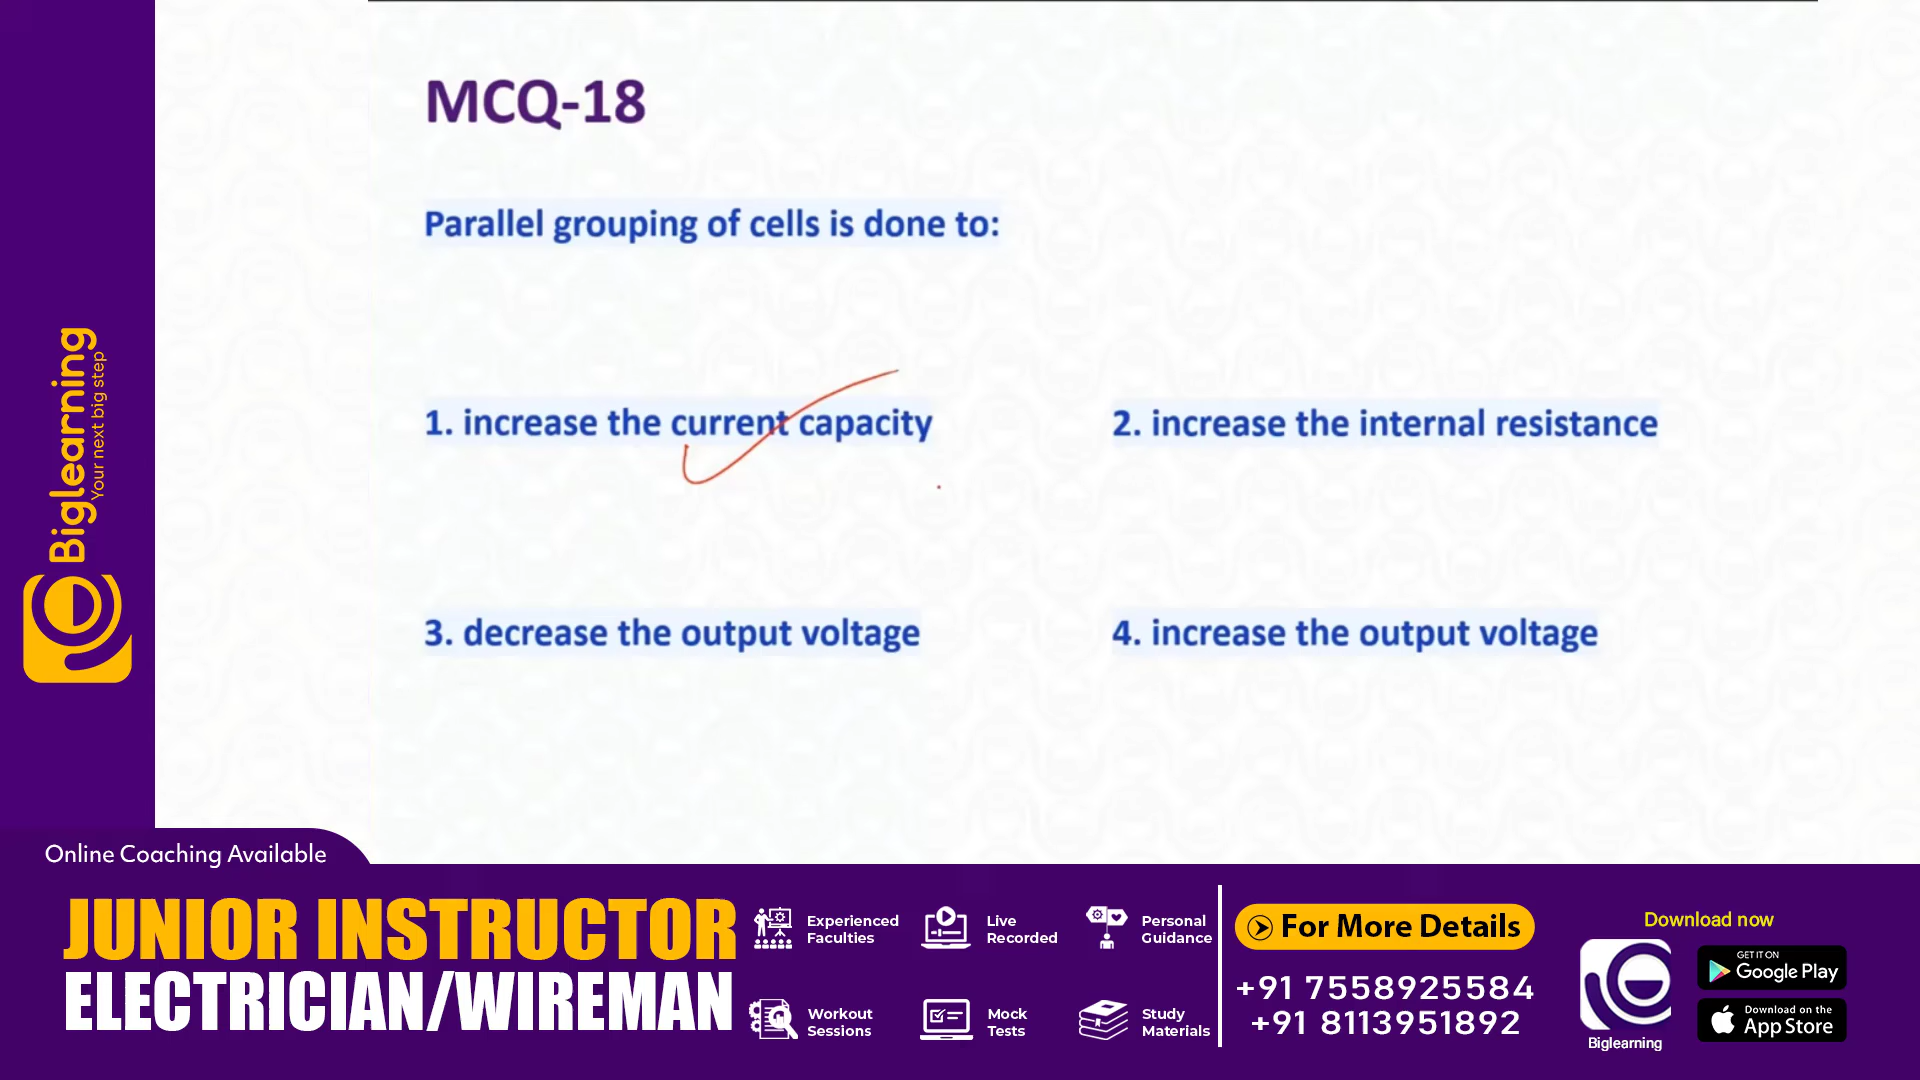 MCQ-18
Parallel grouping of cells is done to:
1. increase the current capacity
2. increase the internal resistance
3. decrease the output voltage
4. increase the output voltage
Biglearning
Your next big step
Online Coaching Available
JUNIOR INSTRUCTOR
ELECTRICIAN/WIREMAN
Experienced
Faculties
Live
Recorded
Personal
Guidance
Workout
Sessions
Mock
Tests
Study
Materials
For More Details
+91 7558925584
+91 8113951892
Download now
Biglearning
GET IT ON
Google Play
Download on the
App Store